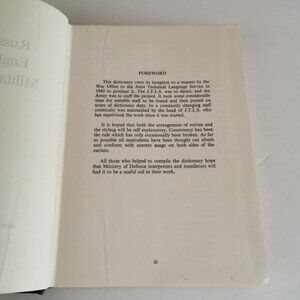 Russ
Engl
Milita
FOREWORD
This dictionary owes its inception to a request by the
War Office to the Joint Technical Language Service in
1960 to produce it. The J.T.L.S. was to direct, and the
Army was to staff the project. It took some considerable
time for suitable staff to be found and then posted on
tours of dictionary duty. In a constantly changing staff
continuity was maintained by the head of J.T.L.S. who
has supervised the work since it was started.
It is hoped that both the arrangement of entries and
the styling will be self explanatory. Consistency has been
the rule which has only occasionally been broken. As far
as possible all equivalents have been thought out afresh
and conform with current usage on both sides of the
curtain.
All those who helped to compile the dictionary hope
that Ministry of Defence interpreters and translators will
find it to be a useful aid in their work.
iii